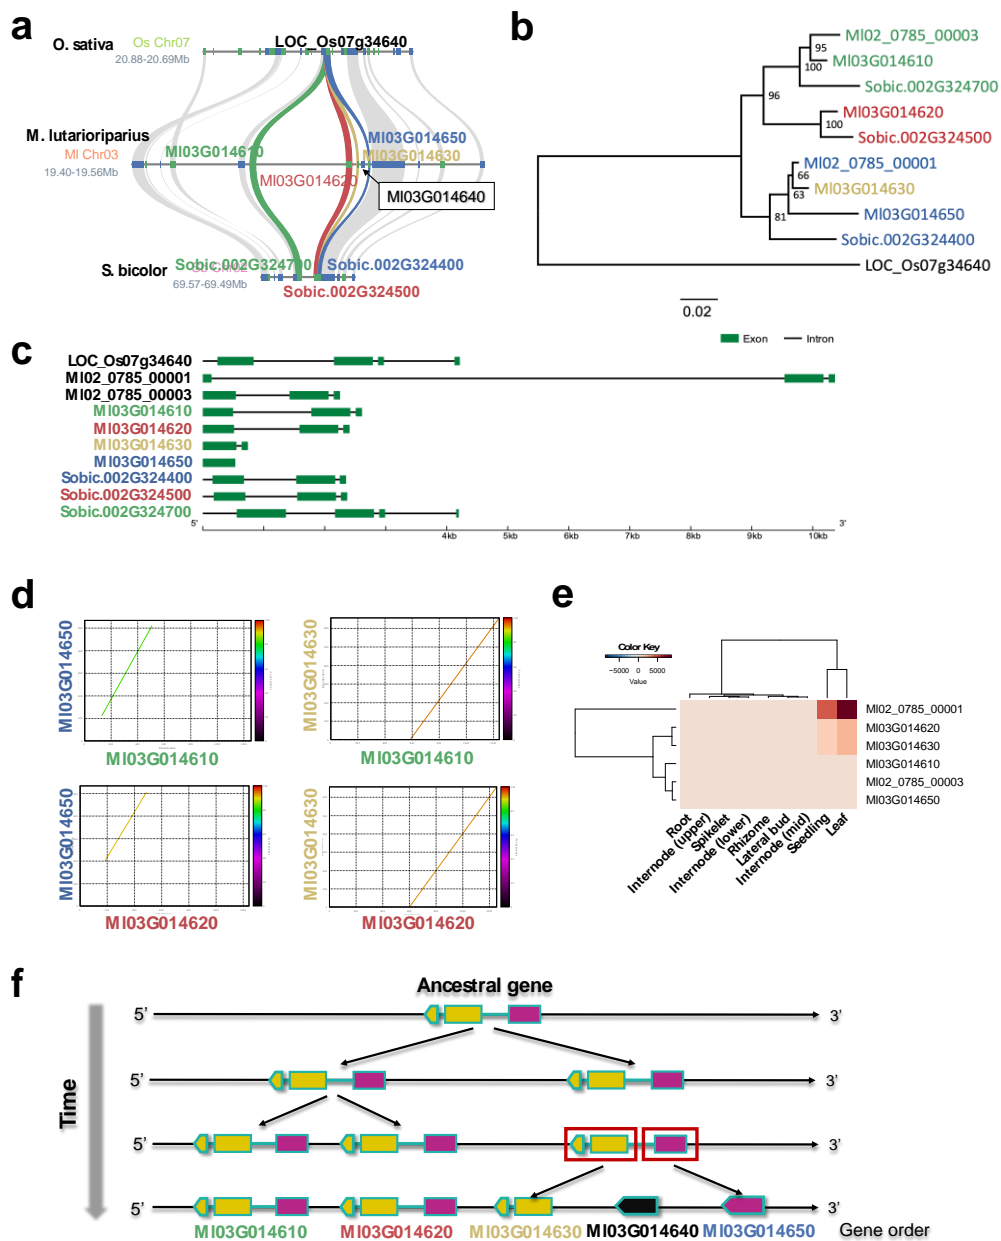 a
O. sativa
Os Chr07
20.88-20.69Mb
LOC_Os07g34640
M. lutarioriparius
Ml Chr03
19.40-19.56Mb
Ml03G014610
Ml03G014620
Ml03G014650
Ml03G014630
Ml03G014640
S. bicolor
69.57-69.49Mb
Sobic.002G324700
Sobic.002G324400
Sobic.002G324500
b
Ml02_0785_00003
95
Ml03G014610
100
Sobic.002G324700
96
Ml03G014620
100
Sobic.002G324500
Ml02_0785_00001
66
Ml03G014630
63
Ml03G014650
81
Sobic.002G324400
LOC_Os07g34640
0.02
c
Exon
Intron
LOC_Os07g34640
Ml02_0785_00001
Ml02_0785_00003
Ml03G014610
Ml03G014620
Ml03G014630
Ml03G014650
Sobic.002G324400
Sobic.002G324500
Sobic.002G324700
5'
4kb 5kb 6kb 7kb 8kb 9kb 10kb
3'
d
Ml03G014650
Ml03G014610
Ml03G014630
Ml03G014610
Ml03G014650
Ml03G014620
Ml03G014630
Ml03G014620
e
Color Key
−5000 0 5000
Value
Ml02_0785_00001
Ml03G014620
Ml03G014630
Ml03G014610
Ml02_0785_00003
Ml03G014650
Root
Internode (upper)
Spikelet
Internode (lower)
Rhizome
Lateral bud
Internode (mid)
Seedling
Leaf
f
Ancestral gene
Time
5' 3'
5' 3'
5' 3'
5' 3'
Ml03G014610 Ml03G014620 Ml03G014630 Ml03G014640 Ml03G014650
Gene order